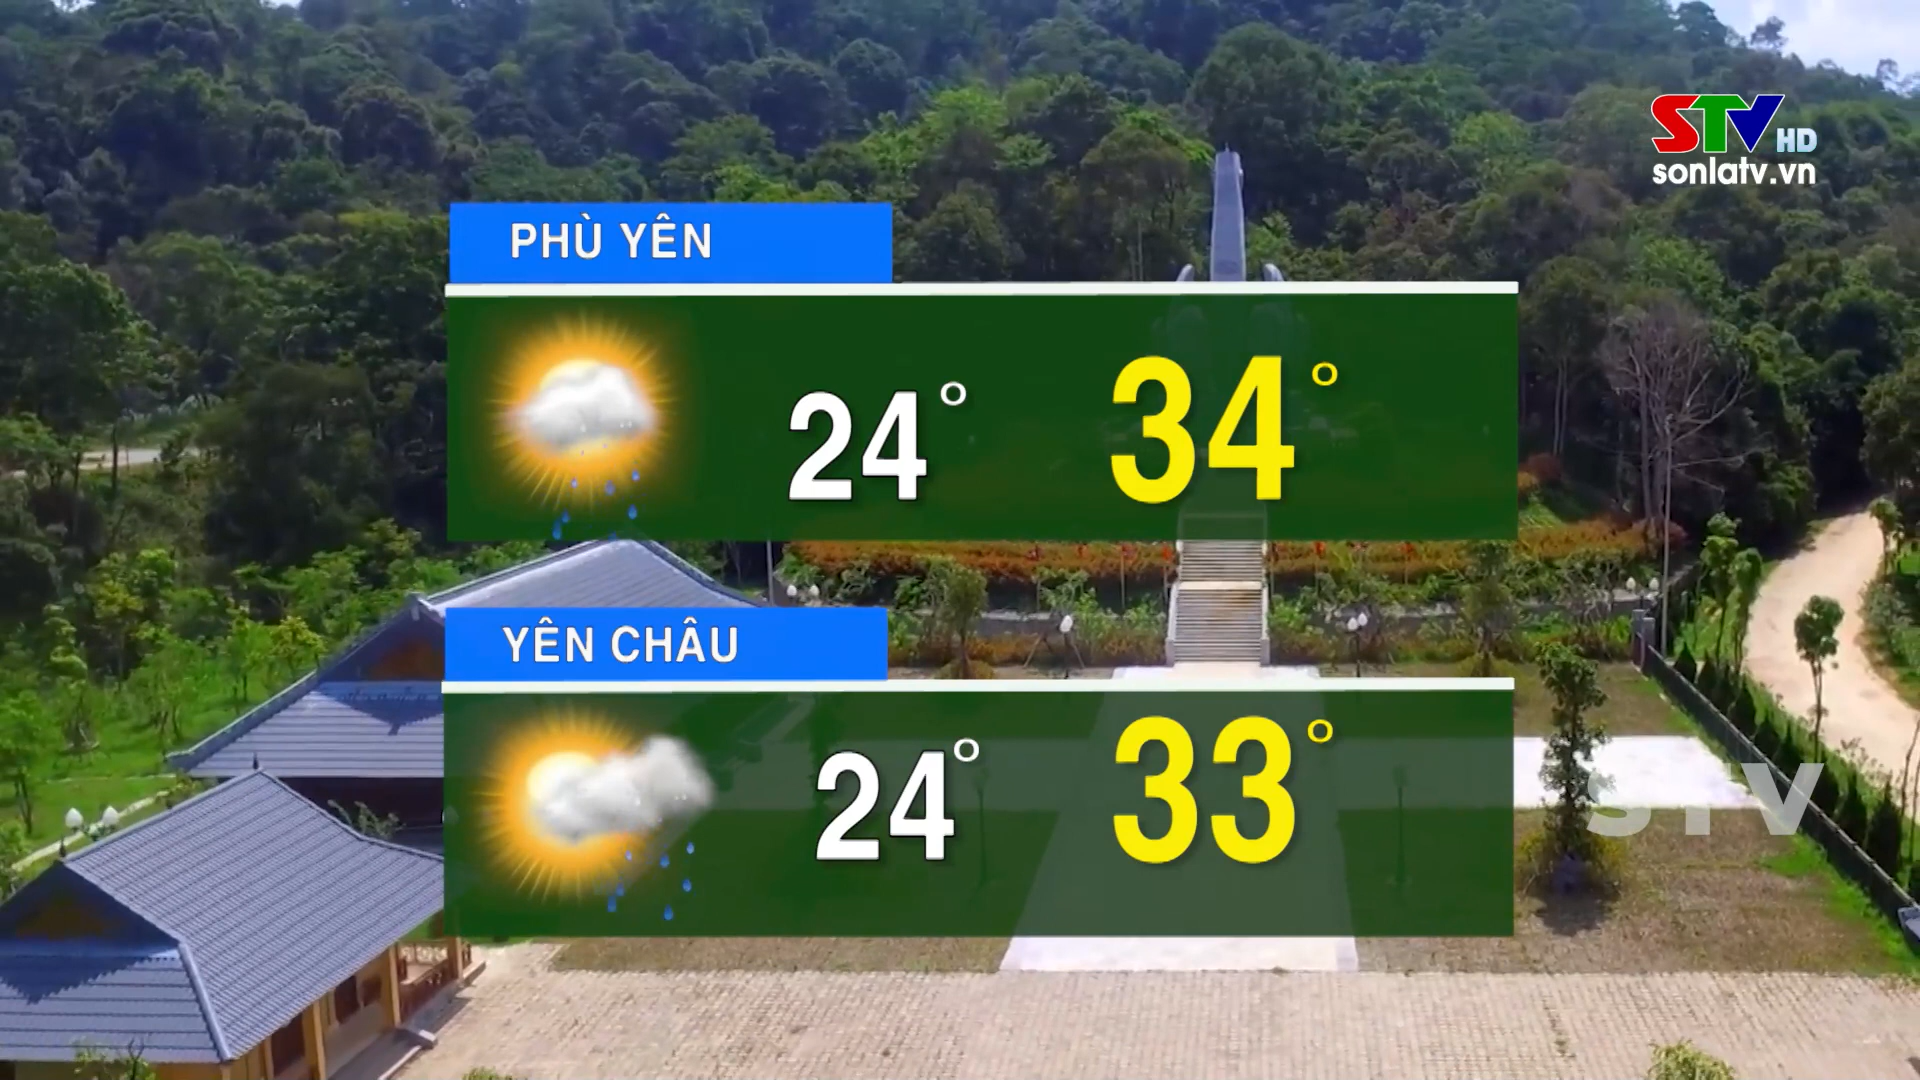 STV HD
sonlatv.vn
PHÙ YÊN
24° 34°
YÊN CHÂU
24° 33°
STV